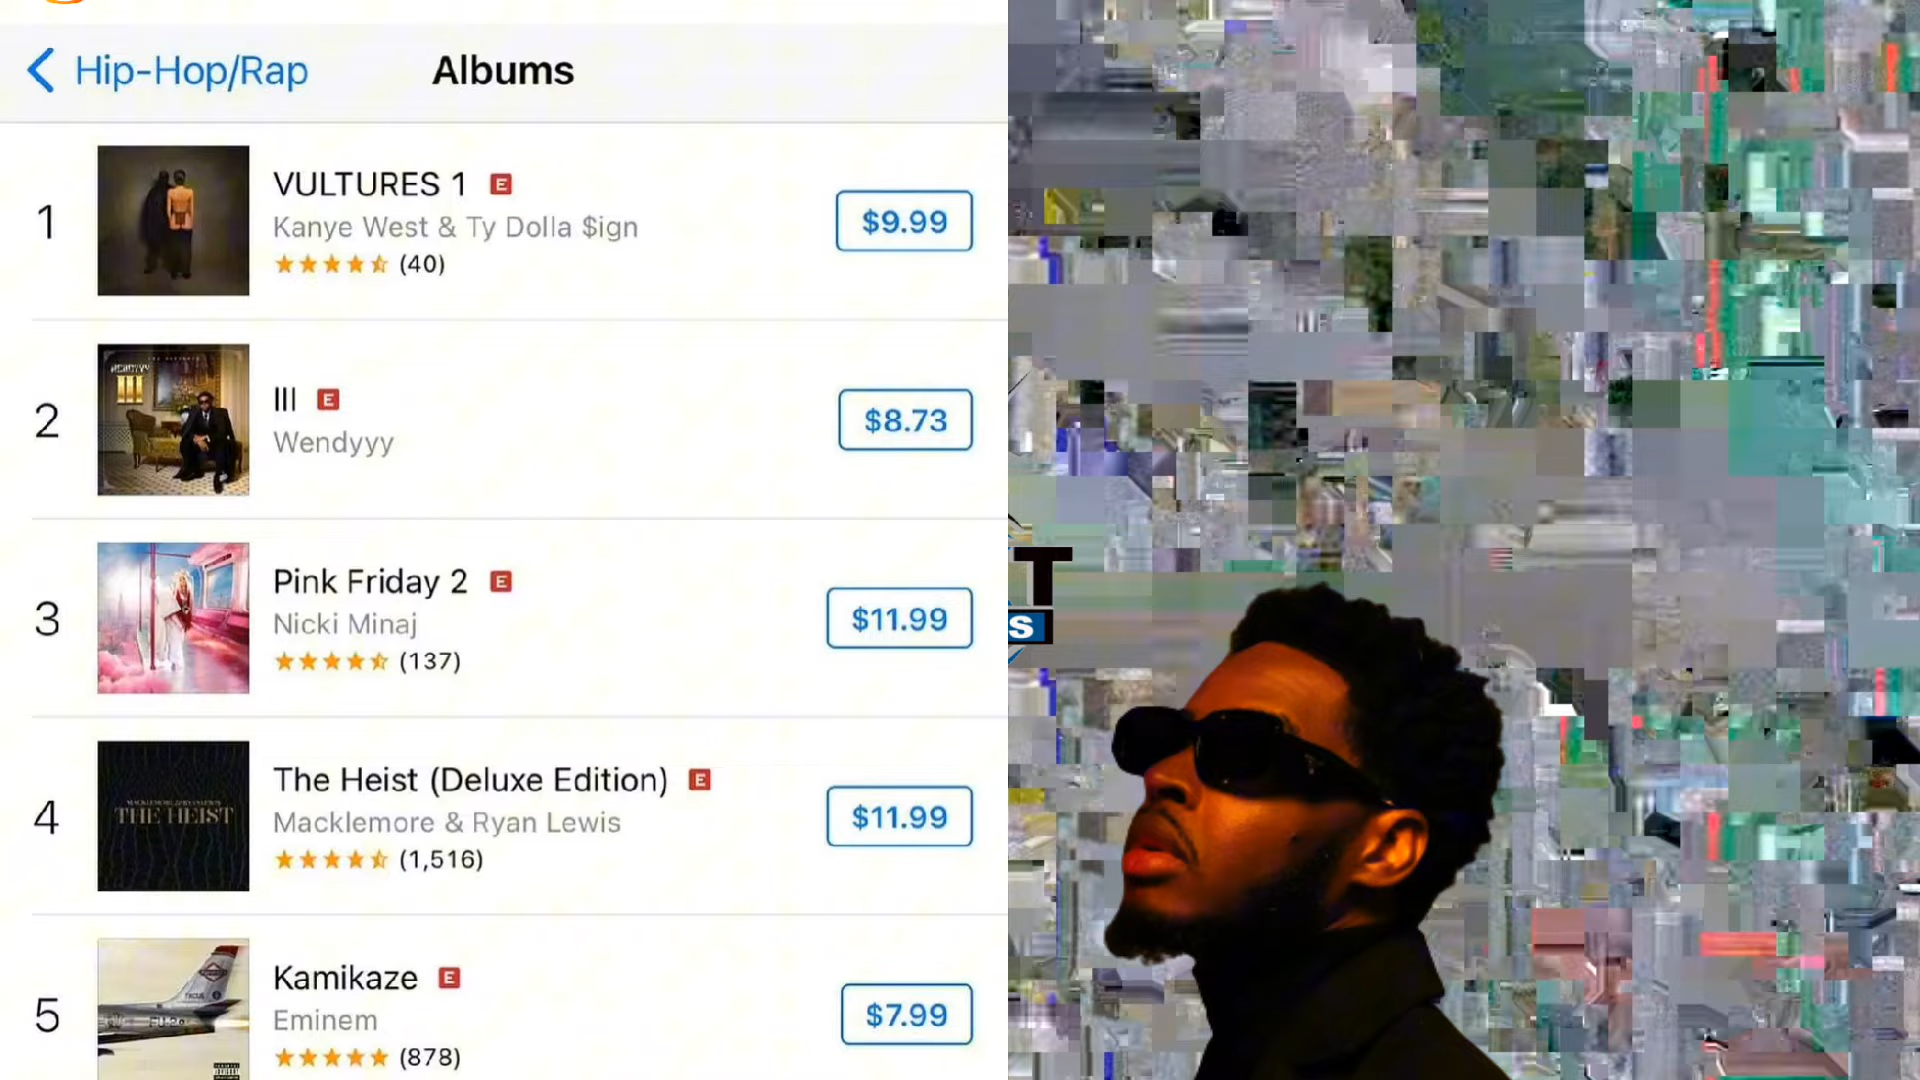 Hip-Hop/Rap
Albums
1
VULTURES 1 E
Kanye West & Ty Dolla $ign
(40)
$9.99
2
WENDYYY
III
III E
Wendyyy
$8.73
3
Pink Friday 2 E
Nicki Minaj
(137)
$11.99
4
THE HEIST
The Heist (Deluxe Edition) E
Macklemore & Ryan Lewis
(1,516)
$11.99
5
Kamikaze E
Eminem
(878)
$7.99
T
S